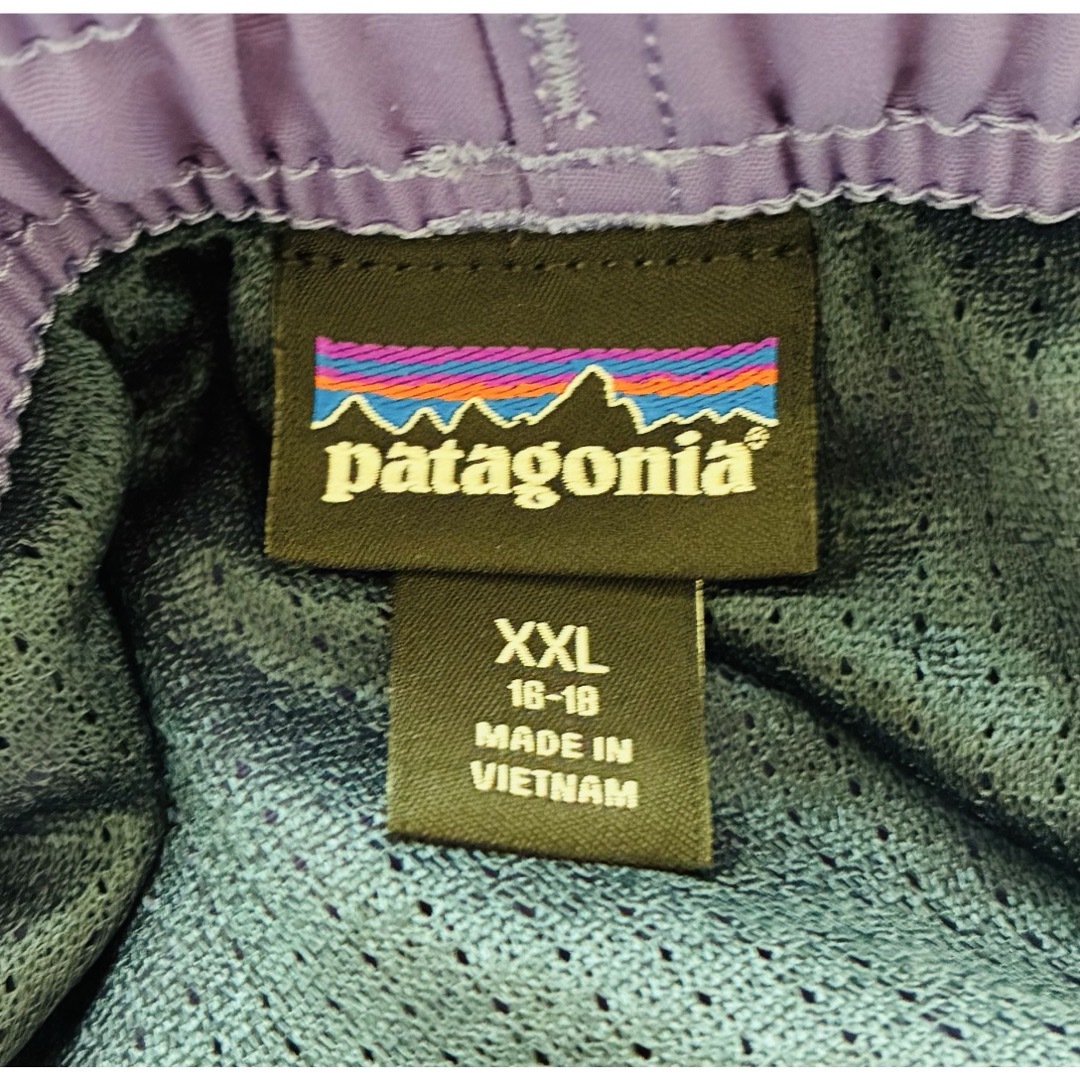 patagonia®
XXL
16-18
MADE IN
VIETNAM